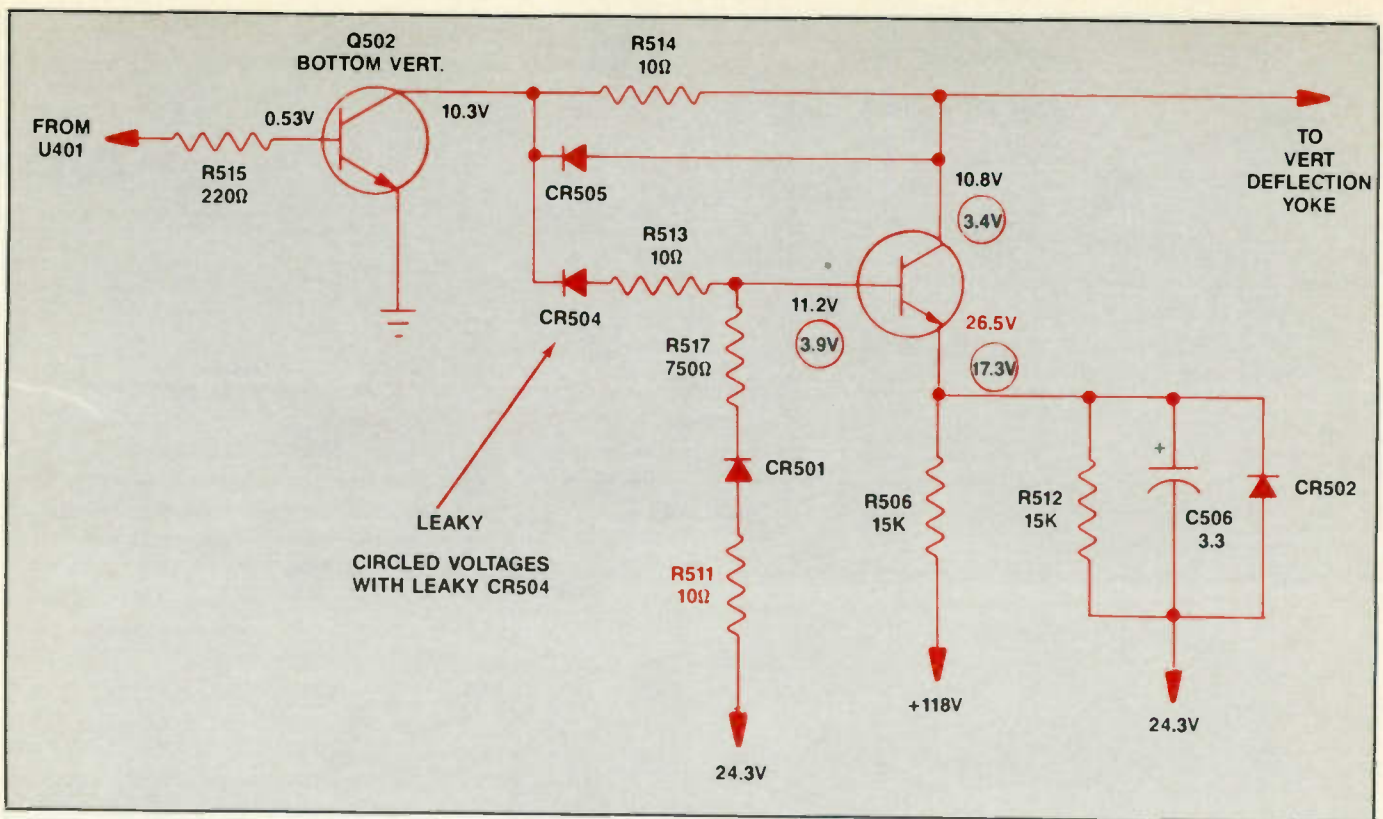 Q502
BOTTOM VERT.
R514
10Ω
FROM
U401
0.53V
10.3V
R515
220Ω
TO
VERT
DEFLECTION
YOKE
CR505
10.8V
3.4V
R513
10Ω
CR504
11.2V
3.9V
26.5V
17.3V
R517
750Ω
LEAKY
CIRCLED VOLTAGES
WITH LEAKY CR504
CR501
R511
10Ω
R506
15K
R512
15K
+
C506
3.3
CR502
+118V
24.3V
24.3V